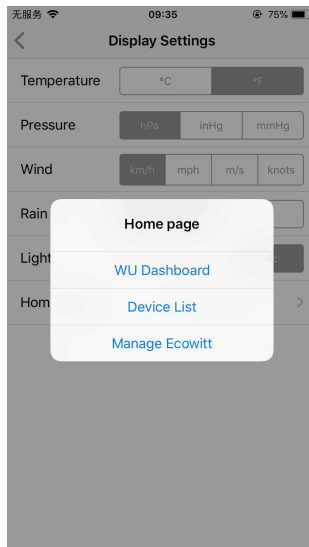 无服务 09:35 75%
Display Settings
Temperature °C °F
Pressure hPa inHg mmHg
Wind km/h mph m/s knots
Rain
Home page
Light
WU Dashboard
Hom
Device List
Manage Ecowitt